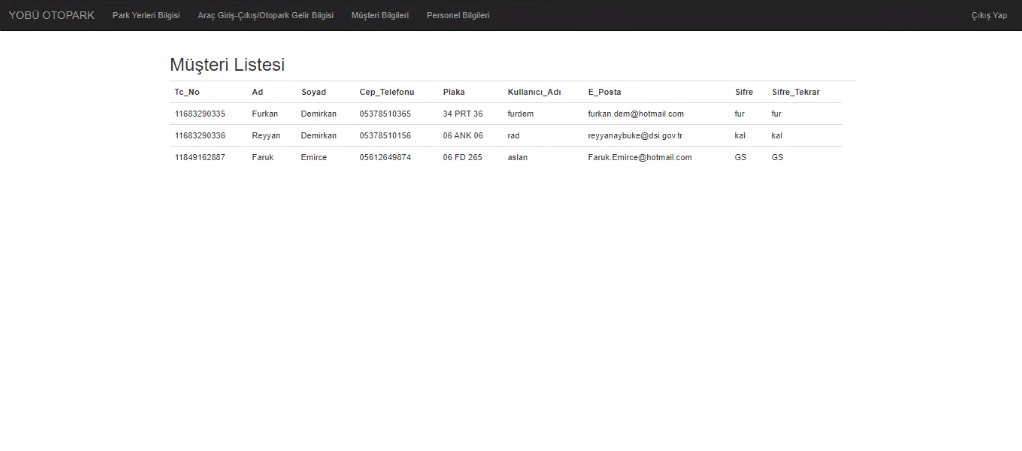 YOBÜ OTOPARK Park Yerleri Bilgisi Araç Giriş-Çıkış/Otopark Gelir Bilgisi Müşteri Bilgileri Personel Bilgileri Çıkış Yap
Müşteri Listesi
Tc_No Ad Soyad Cep_Telefonu Plaka Kullanıcı_Adı E_Posta Sifre Sifre_Tekrar
11683290335 Furkan Demirkan 05378510365 34 PRT 36 furdem furkan.dem@hotmail.com fur fur
11683290336 Reyyan Demirkan 05378510156 06 ANK 06 rad reyyanaybuke@dsi.gov.tr kal kal
11849162887 Faruk Emirce 05612649874 06 FD 265 aslan Faruk.Emirce@hotmail.com GS GS